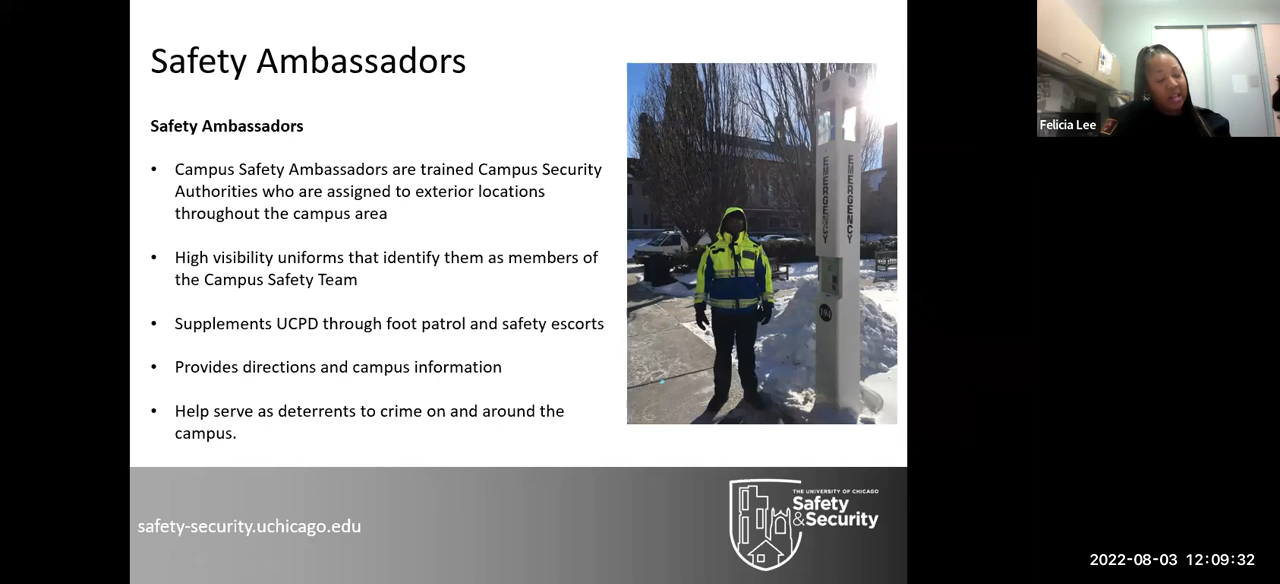 Safety Ambassadors
Safety Ambassadors
• Campus Safety Ambassadors are trained Campus Security
Authorities who are assigned to exterior locations
throughout the campus area
• High visibility uniforms that identify them as members of
the Campus Safety Team
• Supplements UCPD through foot patrol and safety escorts
• Provides directions and campus information
• Help serve as deterrents to crime on and around the
campus.
EMERGENCY
EMERGENCY
safety-security.uchicago.edu
THE UNIVERSITY OF CHICAGO
Safety
&Security
Felicia Lee
2022-08-03 12:09:32